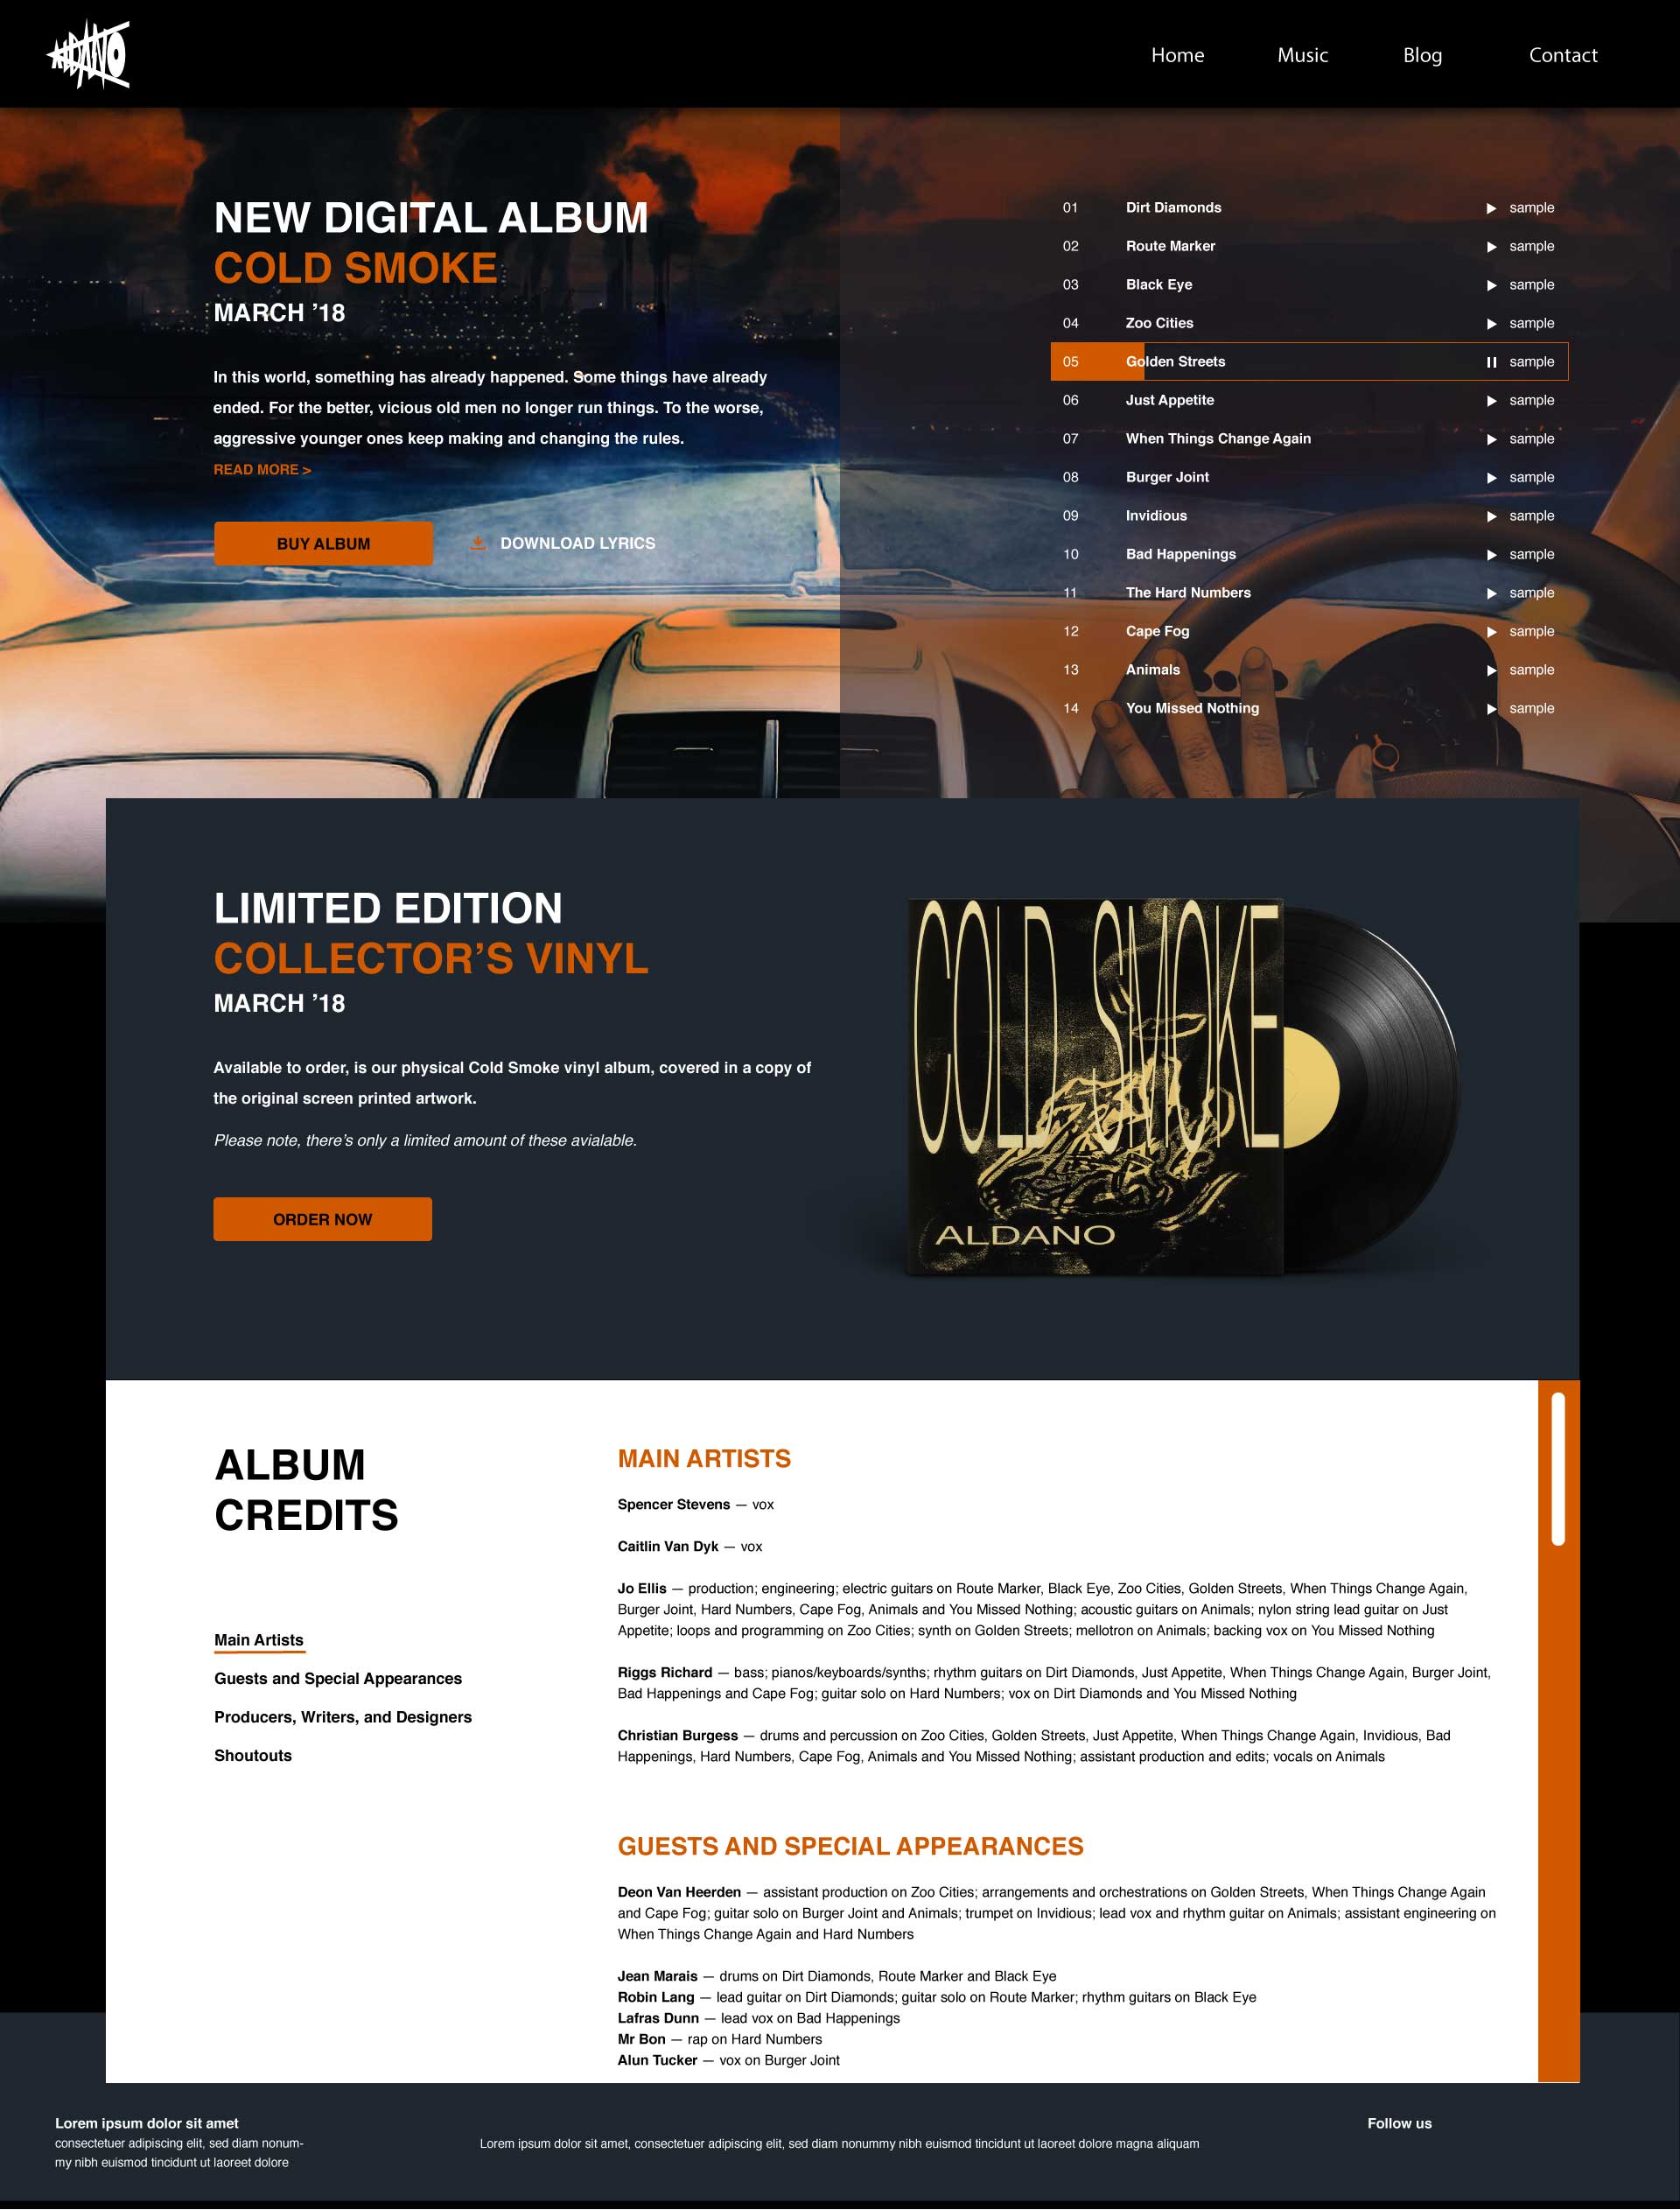 ALDANO
Home Music Blog Contact
NEW DIGITAL ALBUM
COLD SMOKE
MARCH ’18
In this world, something has already happened. Some things have already
ended. For the better, vicious old men no longer run things. To the worse,
aggressive younger ones keep making and changing the rules.
READ MORE >
BUY ALBUM DOWNLOAD LYRICS
01 Dirt Diamonds sample
02 Route Marker sample
03 Black Eye sample
04 Zoo Cities sample
05 Golden Streets sample
06 Just Appetite sample
07 When Things Change Again sample
08 Burger Joint sample
09 Invidious sample
10 Bad Happenings sample
11 The Hard Numbers sample
12 Cape Fog sample
13 Animals sample
14 You Missed Nothing sample
LIMITED EDITION
COLLECTOR’S VINYL
MARCH ’18
Available to order, is our physical Cold Smoke vinyl album, covered in a copy of
the original screen printed artwork.
Please note, there’s only a limited amount of these avialable.
ORDER NOW
COLD SMOKE
ALDANO
ALBUM
CREDITS
Main Artists
Guests and Special Appearances
Producers, Writers, and Designers
Shoutouts
MAIN ARTISTS
Spencer Stevens — vox
Caitlin Van Dyk — vox
Jo Ellis — production; engineering; electric guitars on Route Marker, Black Eye, Zoo Cities, Golden Streets, When Things Change Again,
Burger Joint, Hard Numbers, Cape Fog, Animals and You Missed Nothing; acoustic guitars on Animals; nylon string lead guitar on Just
Appetite; loops and programming on Zoo Cities; synth on Golden Streets; mellotron on Animals; backing vox on You Missed Nothing
Riggs Richard — bass; pianos/keyboards/synths; rhythm guitars on Dirt Diamonds, Just Appetite, When Things Change Again, Burger Joint,
Bad Happenings and Cape Fog; guitar solo on Hard Numbers; vox on Dirt Diamonds and You Missed Nothing
Christian Burgess — drums and percussion on Zoo Cities, Golden Streets, Just Appetite, When Things Change Again, Invidious, Bad
Happenings, Hard Numbers, Cape Fog, Animals and You Missed Nothing; assistant production and edits; vocals on Animals
GUESTS AND SPECIAL APPEARANCES
Deon Van Heerden — assistant production on Zoo Cities; arrangements and orchestrations on Golden Streets, When Things Change Again
and Cape Fog; guitar solo on Burger Joint and Animals; trumpet on Invidious; lead vox and rhythm guitar on Animals; assistant engineering on
When Things Change Again and Hard Numbers
Jean Marais — drums on Dirt Diamonds, Route Marker and Black Eye
Robin Lang — lead guitar on Dirt Diamonds; guitar solo on Route Marker; rhythm guitars on Black Eye
Lafras Dunn — lead vox on Bad Happenings
Mr Bon — rap on Hard Numbers
Alun Tucker — vox on Burger Joint
Lorem ipsum dolor sit amet
consectetuer adipiscing elit, sed diam nonum-
my nibh euismod tincidunt ut laoreet dolore
Lorem ipsum dolor sit amet, consectetuer adipiscing elit, sed diam nonummy nibh euismod tincidunt ut laoreet dolore magna aliquam
Follow us